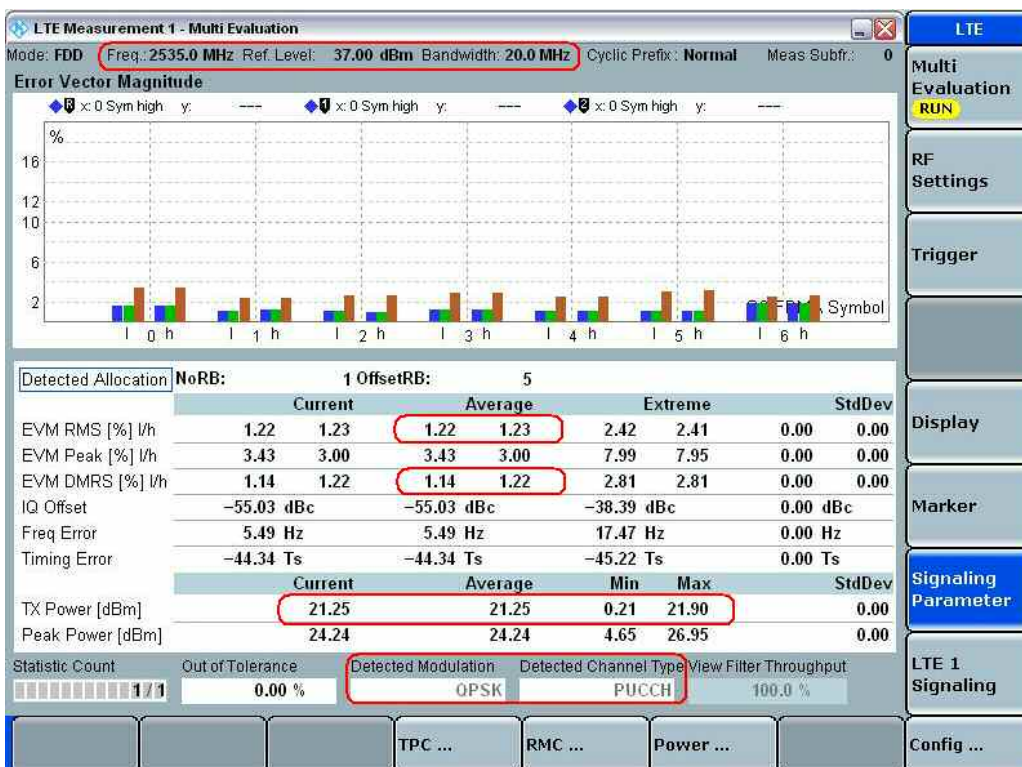 LTE Measurement 1 - Multi Evaluation
LTE
Mode: FDD Freq.: 2535.0 MHz Ref. Level: 37.00 dBm Bandwidth: 20.0 MHz Cyclic Prefix: Normal Meas Subfr.: 0
Error Vector Magnitude
R x: 0 Sym high y: --- 1 x: 0 Sym high y: --- 2 x: 0 Sym high y: ---
%
16
12
10
6
2
Symbol
l 0 h l 1 h l 2 h l 3 h l 4 h l 5 h l 6 h
Detected Allocation NoRB: 1 OffsetRB: 5
Current Average Extreme StdDev
EVM RMS [%] l/h 1.22 1.23 1.22 1.23 2.42 2.41 0.00 0.00
EVM Peak [%] l/h 3.43 3.00 3.43 3.00 7.99 7.95 0.00 0.00
EVM DMRS [%] l/h 1.14 1.22 1.14 1.22 2.81 2.81 0.00 0.00
IQ Offset −55.03 dBc −55.03 dBc −38.39 dBc 0.00 dBc
Freq Error 5.49 Hz 5.49 Hz 17.47 Hz 0.00 Hz
Timing Error −44.34 Ts −44.34 Ts −45.22 Ts 0.00 Ts
Current Average Min Max StdDev
TX Power [dBm] 21.25 21.25 0.21 21.90 0.00
Peak Power [dBm] 24.24 24.24 4.65 26.95 0.00
Statistic Count Out of Tolerance Detected Modulation Detected Channel Type View Filter Throughput
1 / 1 0.00 % QPSK PUCCH 100.0 %
TPC ... RMC ... Power ...
Multi
Evaluation
RUN
RF
Settings
Trigger
Display
Marker
Signaling
Parameter
LTE 1
Signaling
Config ...